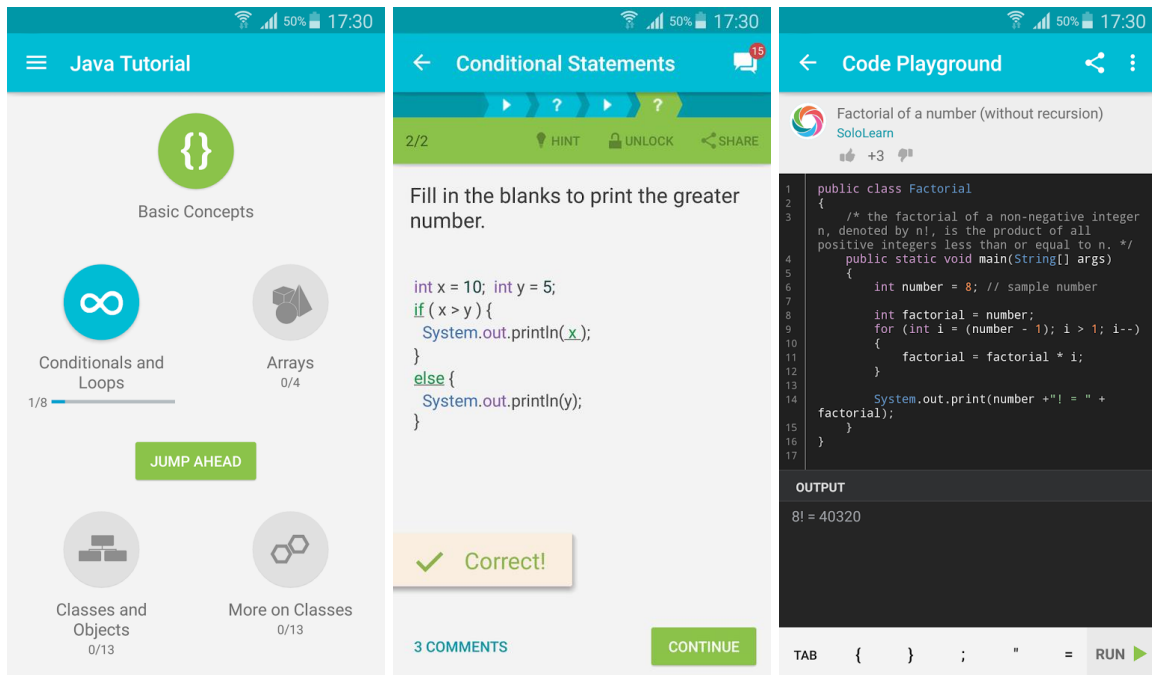 50% 17:30
Java Tutorial
{}
Basic Concepts
Conditionals and
Loops
1/8
Arrays
0/4
JUMP AHEAD
Classes and
Objects
0/13
More on Classes
0/13
50% 17:30
Conditional Statements
15
? ?
2/2 HINT UNLOCK SHARE
Fill in the blanks to print the greater
number.
int x = 10; int y = 5;
if ( x > y ) {
System.out.println( x );
}
else {
System.out.println(y);
}
Correct!
3 COMMENTS CONTINUE
50% 17:30
Code Playground
Factorial of a number (without recursion)
SoloLearn
+3
1 public class Factorial
2 {
3 /* the factorial of a non-negative integer
n, denoted by n!, is the product of all
positive integers less than or equal to n. */
4 public static void main(String[] args)
5 {
6 int number = 8; // sample number
7
8 int factorial = number;
9 for (int i = (number - 1); i > 1; i--)
10 {
11 factorial = factorial * i;
12 }
13
14 System.out.print(number +"! = " +
factorial);
15 }
16 }
17
OUTPUT
8! = 40320
TAB { } ; " = RUN